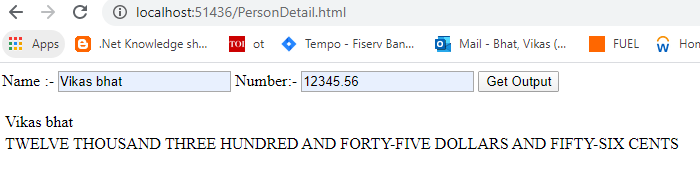 localhost:51436/PersonDetail.html
Apps .Net Knowledge sh... TOI ot Tempo - Fiserv Ban... Mail - Bhat, Vikas (... FUEL Hon
Name :- Vikas bhat Number:- 12345.56 Get Output
Vikas bhat
TWELVE THOUSAND THREE HUNDRED AND FORTY-FIVE DOLLARS AND FIFTY-SIX CENTS